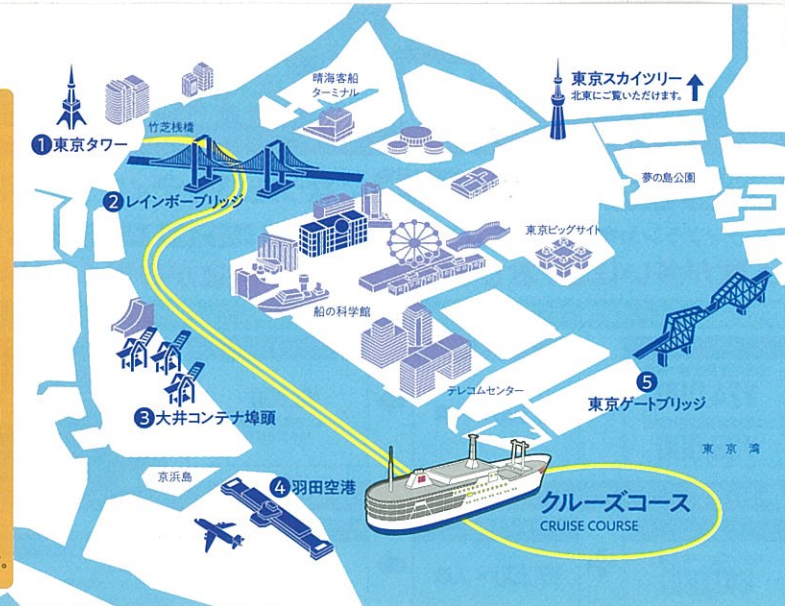 晴海客船
ターミナル
東京スカイツリー
北東にご覧いただけます。
竹芝桟橋
1 東京タワー
夢の島公園
2 レインボーブリッジ
東京ビッグサイト
船の科学館
テレコムセンター
5
東京ゲートブリッジ
3 大井コンテナ埠頭
東京湾
京浜島
4 羽田空港
クルーズコース
CRUISE COURSE
。